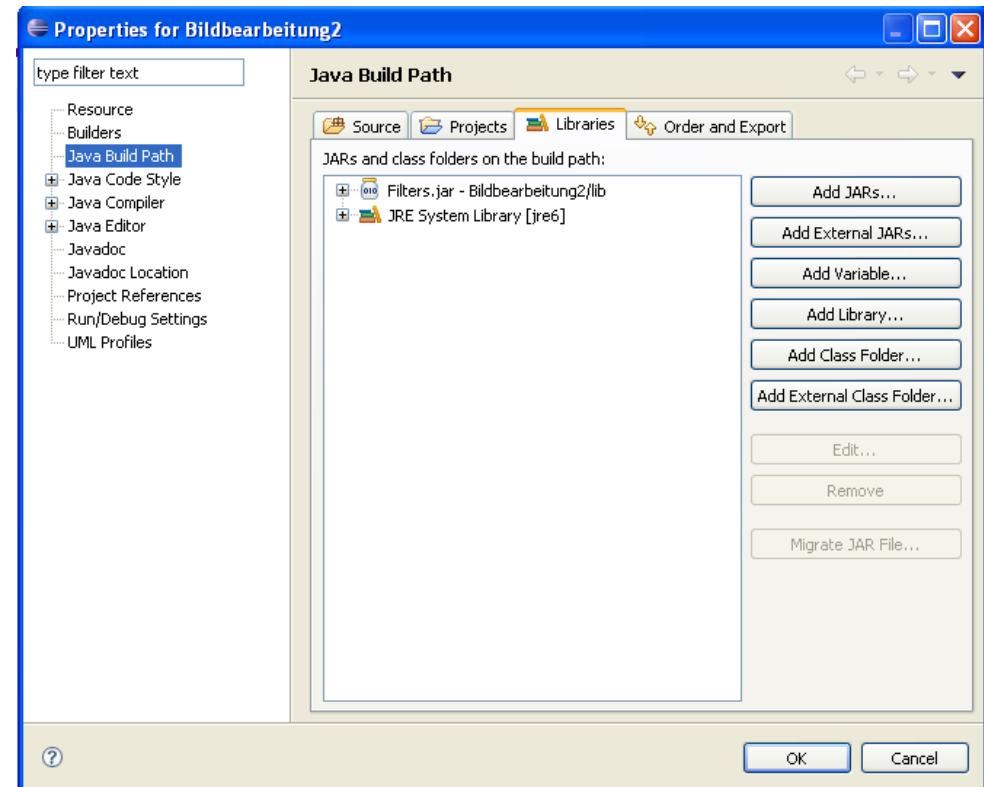 Properties for Bildbearbeitung2
type filter text
Resource
Builders
Java Build Path
Java Code Style
Java Compiler
Java Editor
Javadoc
Javadoc Location
Project References
Run/Debug Settings
UML Profiles
Java Build Path
Source
Projects
Libraries
Order and Export
JARs and class folders on the build path:
Filters.jar - Bildbearbeitung2/lib
JRE System Library [jre6]
Add JARs...
Add External JARs...
Add Variable...
Add Library...
Add Class Folder...
Add External Class Folder...
Edit...
Remove
Migrate JAR File...
OK
Cancel